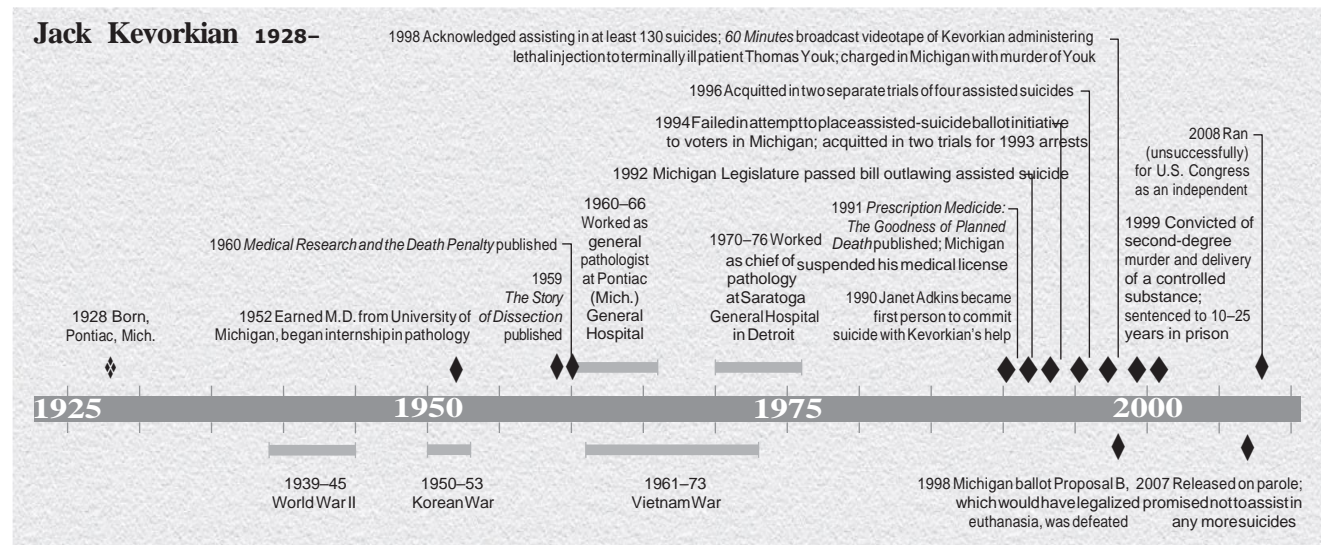 Jack Kevorkian 1928–
1998 Acknowledged assisting in at least 130 suicides; 60 Minutes broadcast videotape of Kevorkian administering
lethal injection to terminally ill patient Thomas Youk; charged in Michigan with murder of Youk
1996 Acquitted in two separate trials of four assisted suicides
1994 Failed in attempt to place assisted-suicide ballot initiative
to voters in Michigan; acquitted in two trials for 1993 arrests
1992 Michigan Legislature passed bill outlawing assisted suicide
2008 Ran
(unsuccessfully)
for U.S. Congress
as an independent
1991 Prescription Medicide:
The Goodness of Planned
Death published; Michigan
suspended his medical license
1960 Medical Research and the Death Penalty published
1960–66
Worked as
general
pathologist
at Pontiac
(Mich.)
General
Hospital
1970–76 Worked
as chief of
pathology
at Saratoga
General Hospital
in Detroit
1999 Convicted of
second-degree
murder and delivery
of a controlled
substance;
sentenced to 10–25
years in prison
1928 Born,
Pontiac, Mich.
1952 Earned M.D. from University of
Michigan, began internship in pathology
1959
The Story
of Dissection
published
1990 Janet Adkins became
first person to commit
suicide with Kevorkian's help
1925
1950
1975
2000
1939–45
World War II
1950–53
Korean War
1961–73
Vietnam War
1998 Michigan ballot Proposal B,
which would have legalized
euthanasia, was defeated
2007 Released on parole;
promised not to assist in
any more suicides